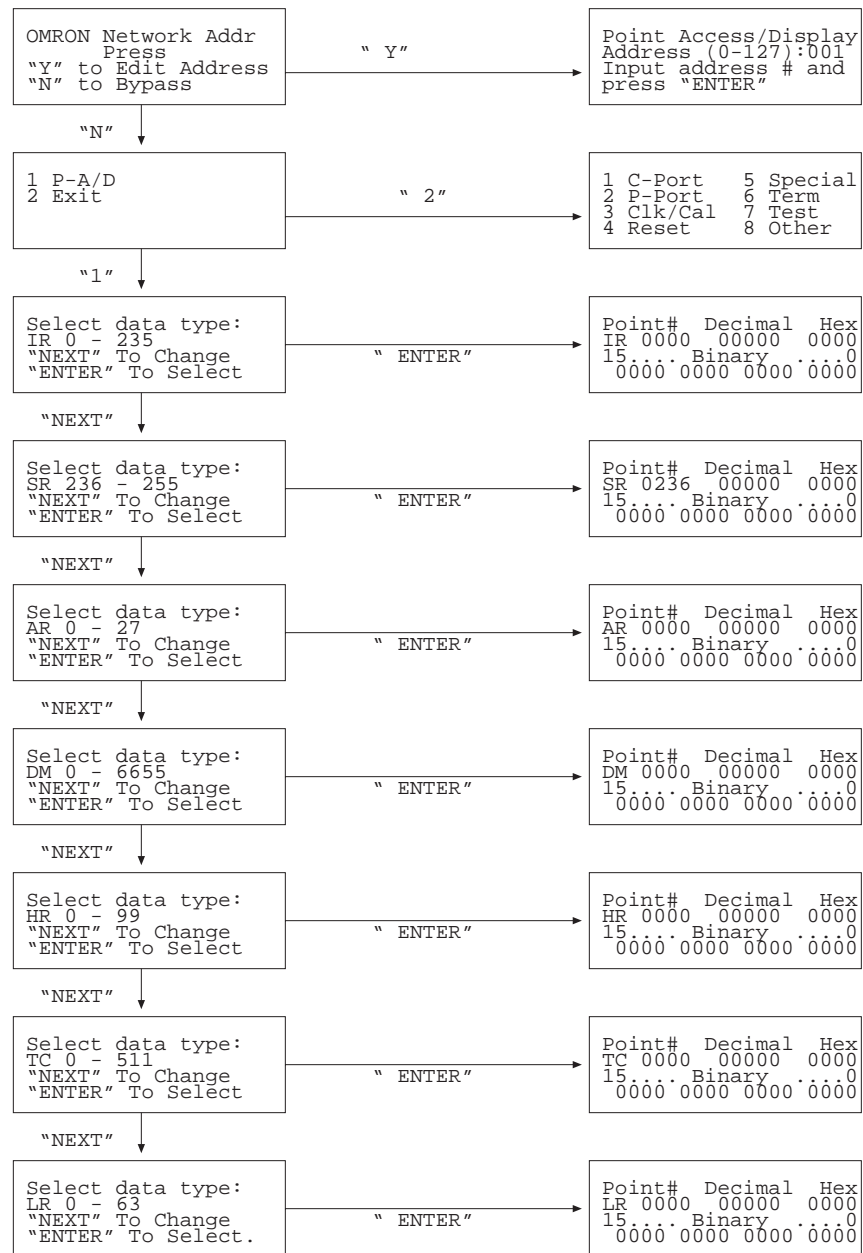 OMRON Network Addr
Press
“Y” to Edit Address
“N” to Bypass
“ Y”
Point Access/Display
Address (0-127):001
Input address # and
press “ENTER”
“N”
1 P-A/D
2 Exit
“ 2”
1 C-Port 5 Special
2 P-Port 6 Term
3 Clk/Cal 7 Test
4 Reset 8 Other
“1”
Select data type:
IR 0 - 235
“NEXT” To Change
“ENTER” To Select
“ ENTER”
Point# Decimal Hex
IR 0000 00000 0000
15.... Binary ....0
0000 0000 0000 0000
“NEXT”
Select data type:
SR 236 - 255
“NEXT” To Change
“ENTER” To Select
“ ENTER”
Point# Decimal Hex
SR 0236 00000 0000
15.... Binary ....0
0000 0000 0000 0000
“NEXT”
Select data type:
AR 0 - 27
“NEXT” To Change
“ENTER” To Select
“ ENTER”
Point# Decimal Hex
AR 0000 00000 0000
15.... Binary ....0
0000 0000 0000 0000
“NEXT”
Select data type:
DM 0 - 6655
“NEXT” To Change
“ENTER” To Select
“ ENTER”
Point# Decimal Hex
DM 0000 00000 0000
15.... Binary ....0
0000 0000 0000 0000
“NEXT”
Select data type:
HR 0 - 99
“NEXT” To Change
“ENTER” To Select
“ ENTER”
Point# Decimal Hex
HR 0000 00000 0000
15.... Binary ....0
0000 0000 0000 0000
“NEXT”
Select data type:
TC 0 - 511
“NEXT” To Change
“ENTER” To Select
“ ENTER”
Point# Decimal Hex
TC 0000 00000 0000
15.... Binary ....0
0000 0000 0000 0000
“NEXT”
Select data type:
LR 0 - 63
“NEXT” To Change
“ENTER” To Select.
“ ENTER”
Point# Decimal Hex
LR 0000 00000 0000
15.... Binary ....0
0000 0000 0000 0000